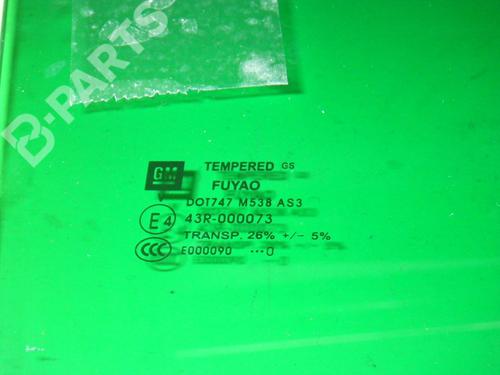 B-PARTS
GM TEMPERED GS
FUYAO
DOT747 M538 AS3
E4 43R-000073
TRANSP. 26% +/- 5%
CCC E000090 ···0